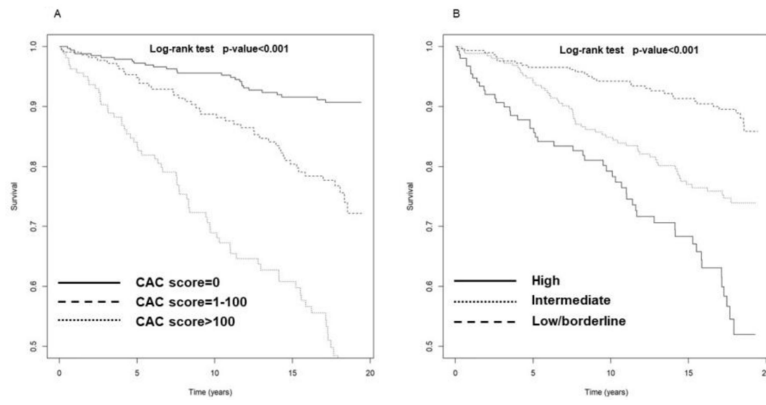 A
Log-rank test p-value<0.001
Survival
1.0
0.9
0.8
0.7
0.6
0.5
CAC score=0
CAC score=1-100
CAC score>100
0
5
10
15
20
Time (years)
B
Log-rank test p-value<0.001
Survival
1.0
0.9
0.8
0.7
0.6
0.5
High
Intermediate
Low/borderline
0
5
10
15
20
Time (years)